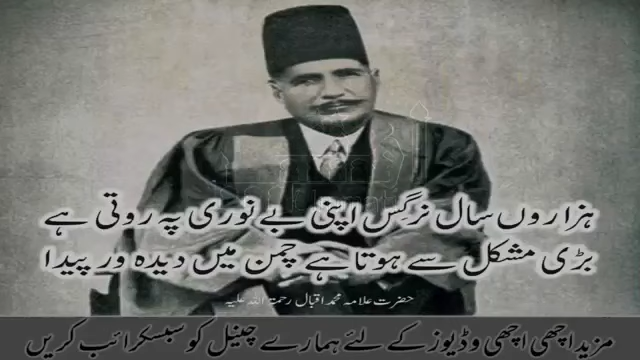 ہزاروں سال نرگس اپنی بے نوری پہ روتی ہے
بڑی مشکل سے ہوتا ہے چمن میں دیدہ ور پیدا
حضرت علامہ محمد اقبال رحمۃ اللہ علیہ
مزید اچھی اچھی وڈیوز کے لئے ہمارے چینل کو سبسکرائب کریں